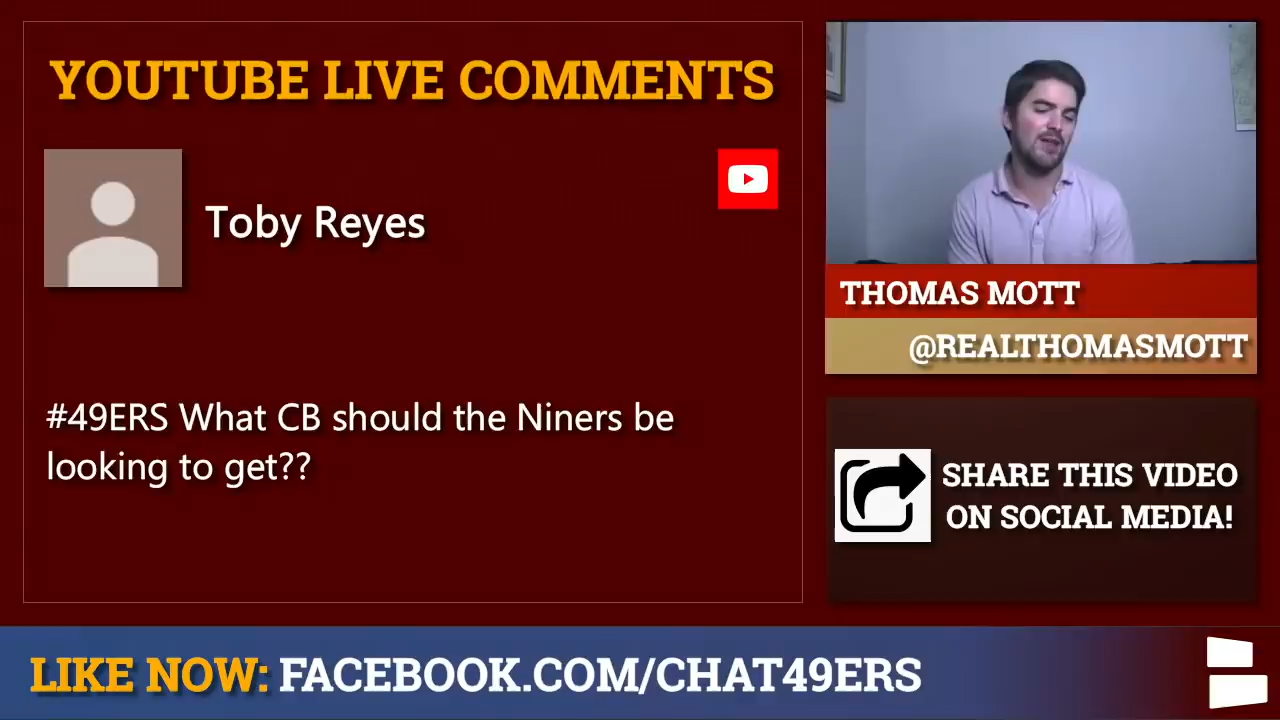 YOUTUBE LIVE COMMENTS
Toby Reyes
#49ERS What CB should the Niners be
looking to get??
THOMAS MOTT
@REALTHOMASMOTT
SHARE THIS VIDEO
ON SOCIAL MEDIA!
LIKE NOW: FACEBOOK.COM/CHAT49ERS